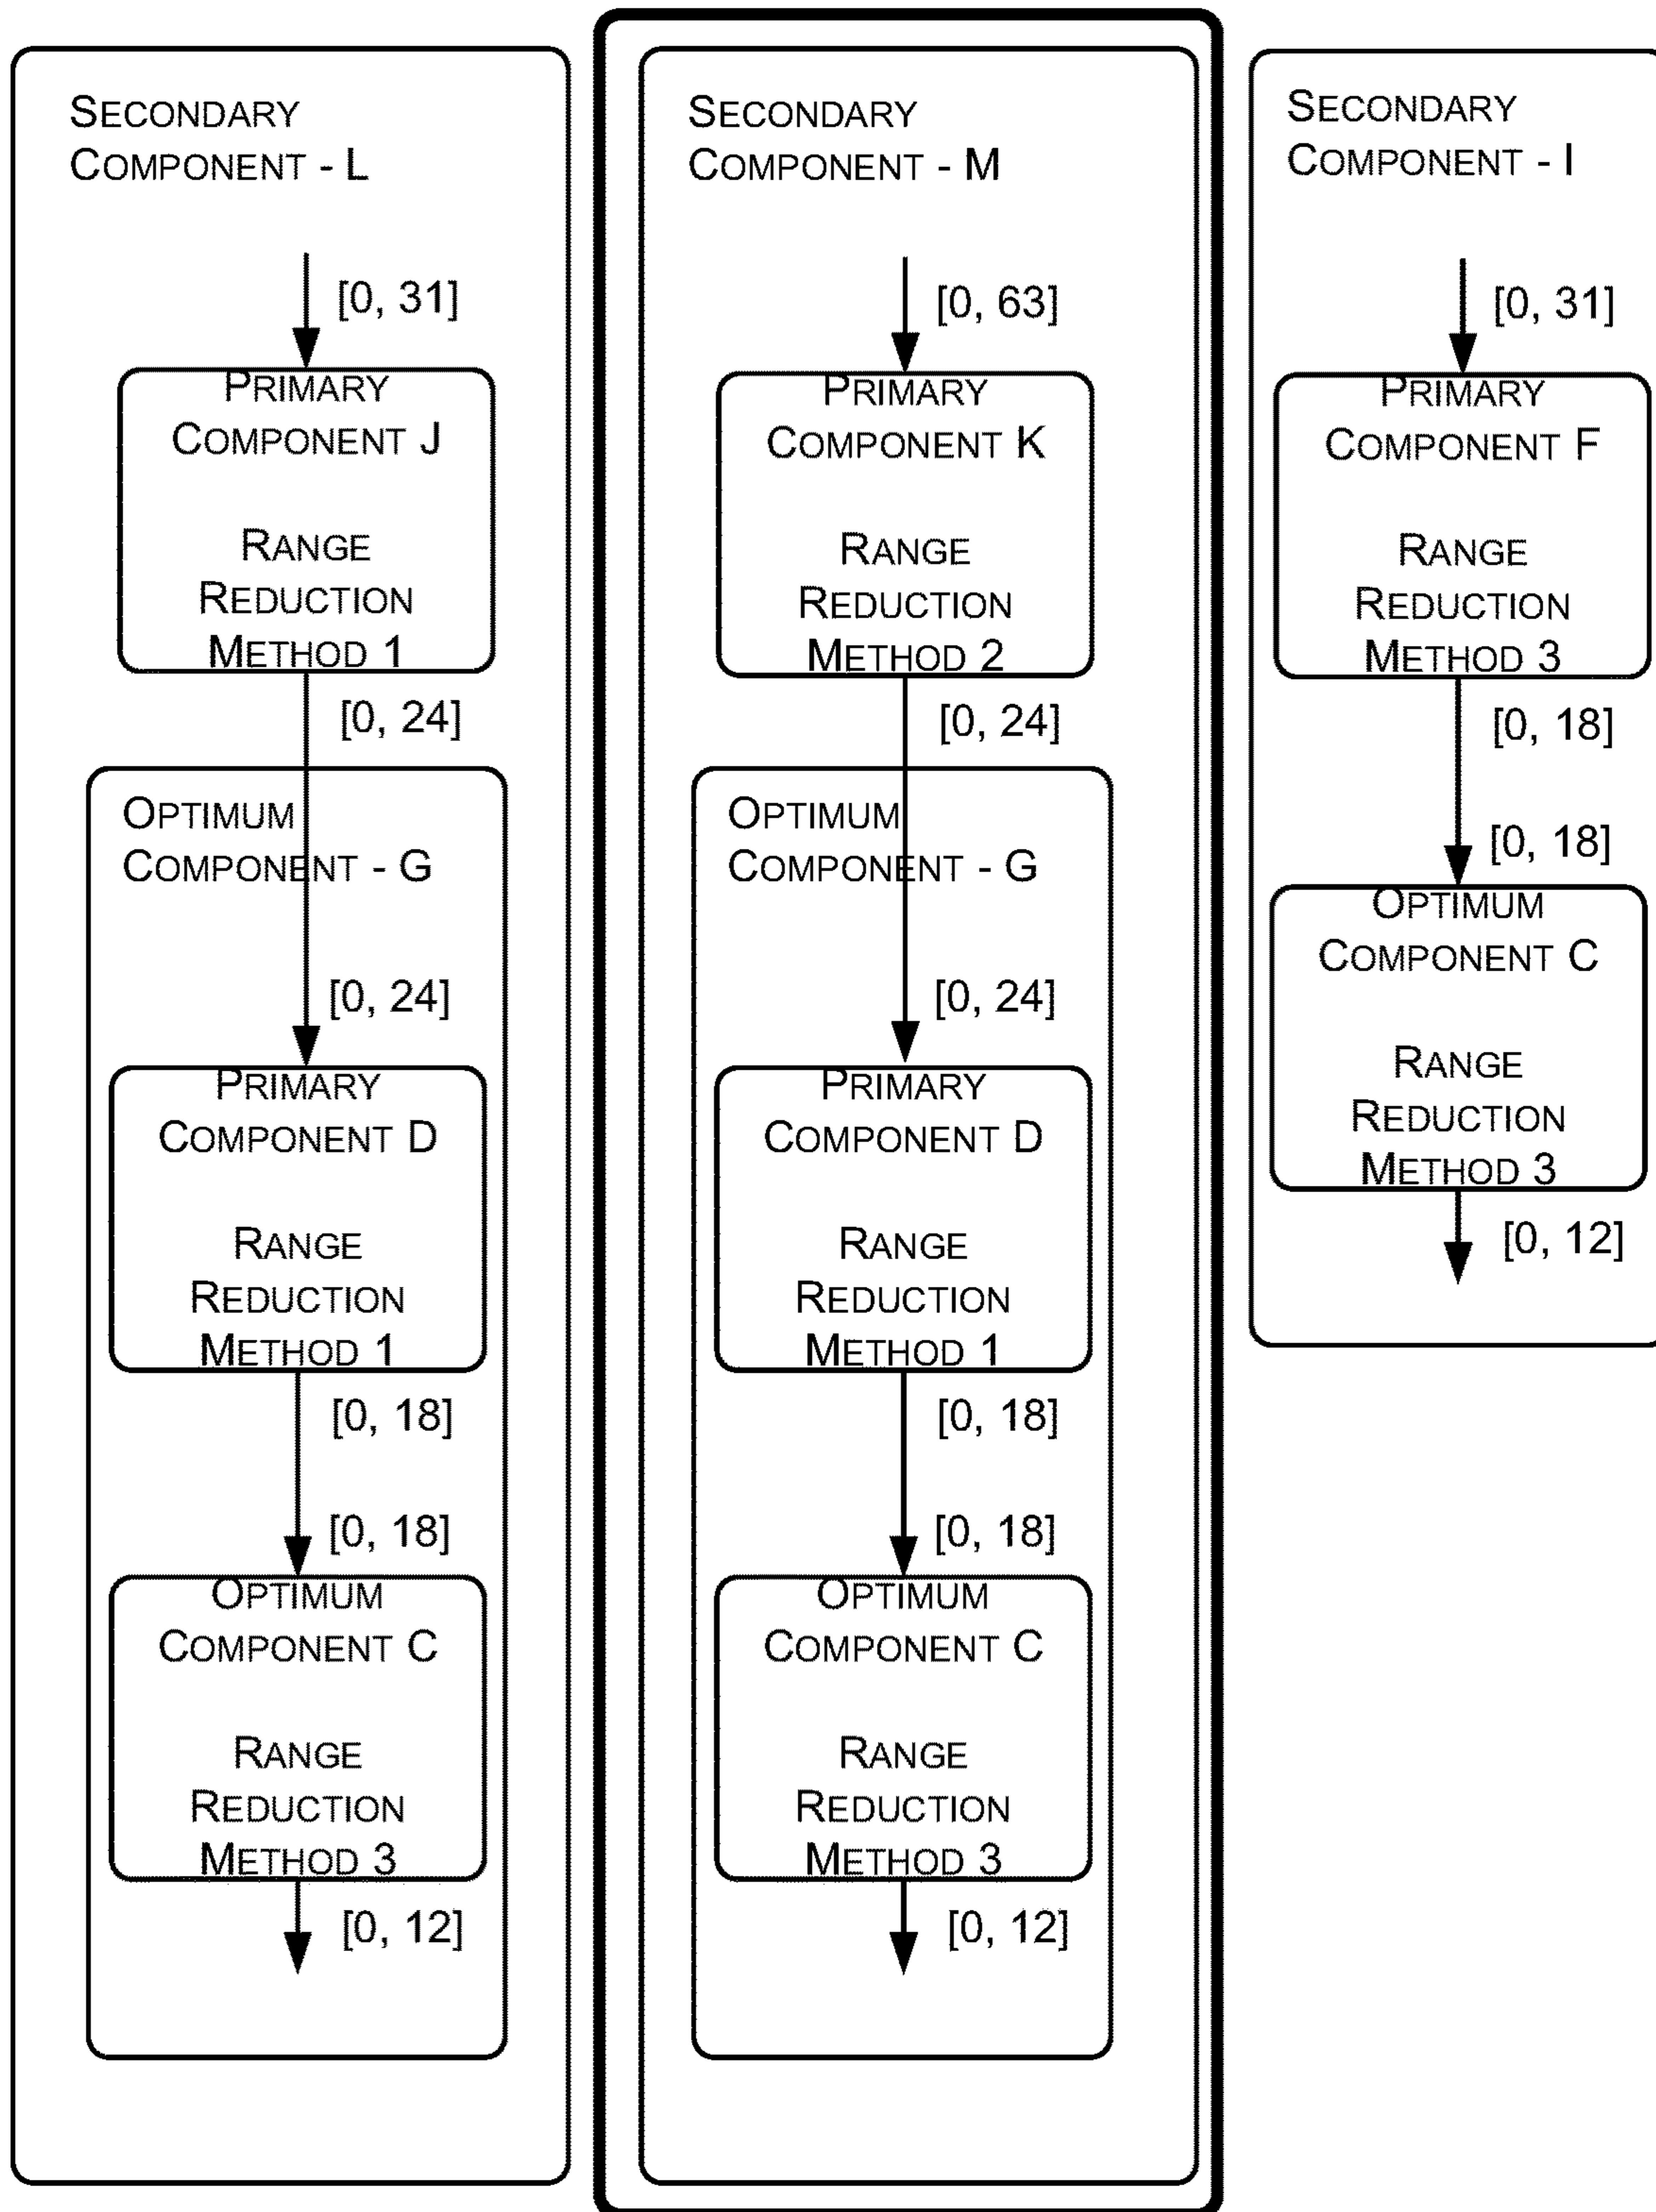 SECONDARY
COMPONENT - L
[0, 31]
PRIMARY
COMPONENT J
RANGE
REDUCTION
METHOD 1
[0, 24]
OPTIMUM
COMPONENT - G
[0, 24]
PRIMARY
COMPONENT D
RANGE
REDUCTION
METHOD 1
[0, 18]
[0, 18]
OPTIMUM
COMPONENT C
RANGE
REDUCTION
METHOD 3
[0, 12]
SECONDARY
COMPONENT - M
[0, 63]
PRIMARY
COMPONENT K
RANGE
REDUCTION
METHOD 2
[0, 24]
OPTIMUM
COMPONENT - G
[0, 24]
PRIMARY
COMPONENT D
RANGE
REDUCTION
METHOD 1
[0, 18]
[0, 18]
OPTIMUM
COMPONENT C
RANGE
REDUCTION
METHOD 3
[0, 12]
SECONDARY
COMPONENT - I
[0, 31]
PRIMARY
COMPONENT F
RANGE
REDUCTION
METHOD 3
[0, 18]
[0, 18]
OPTIMUM
COMPONENT C
RANGE
REDUCTION
METHOD 3
[0, 12]